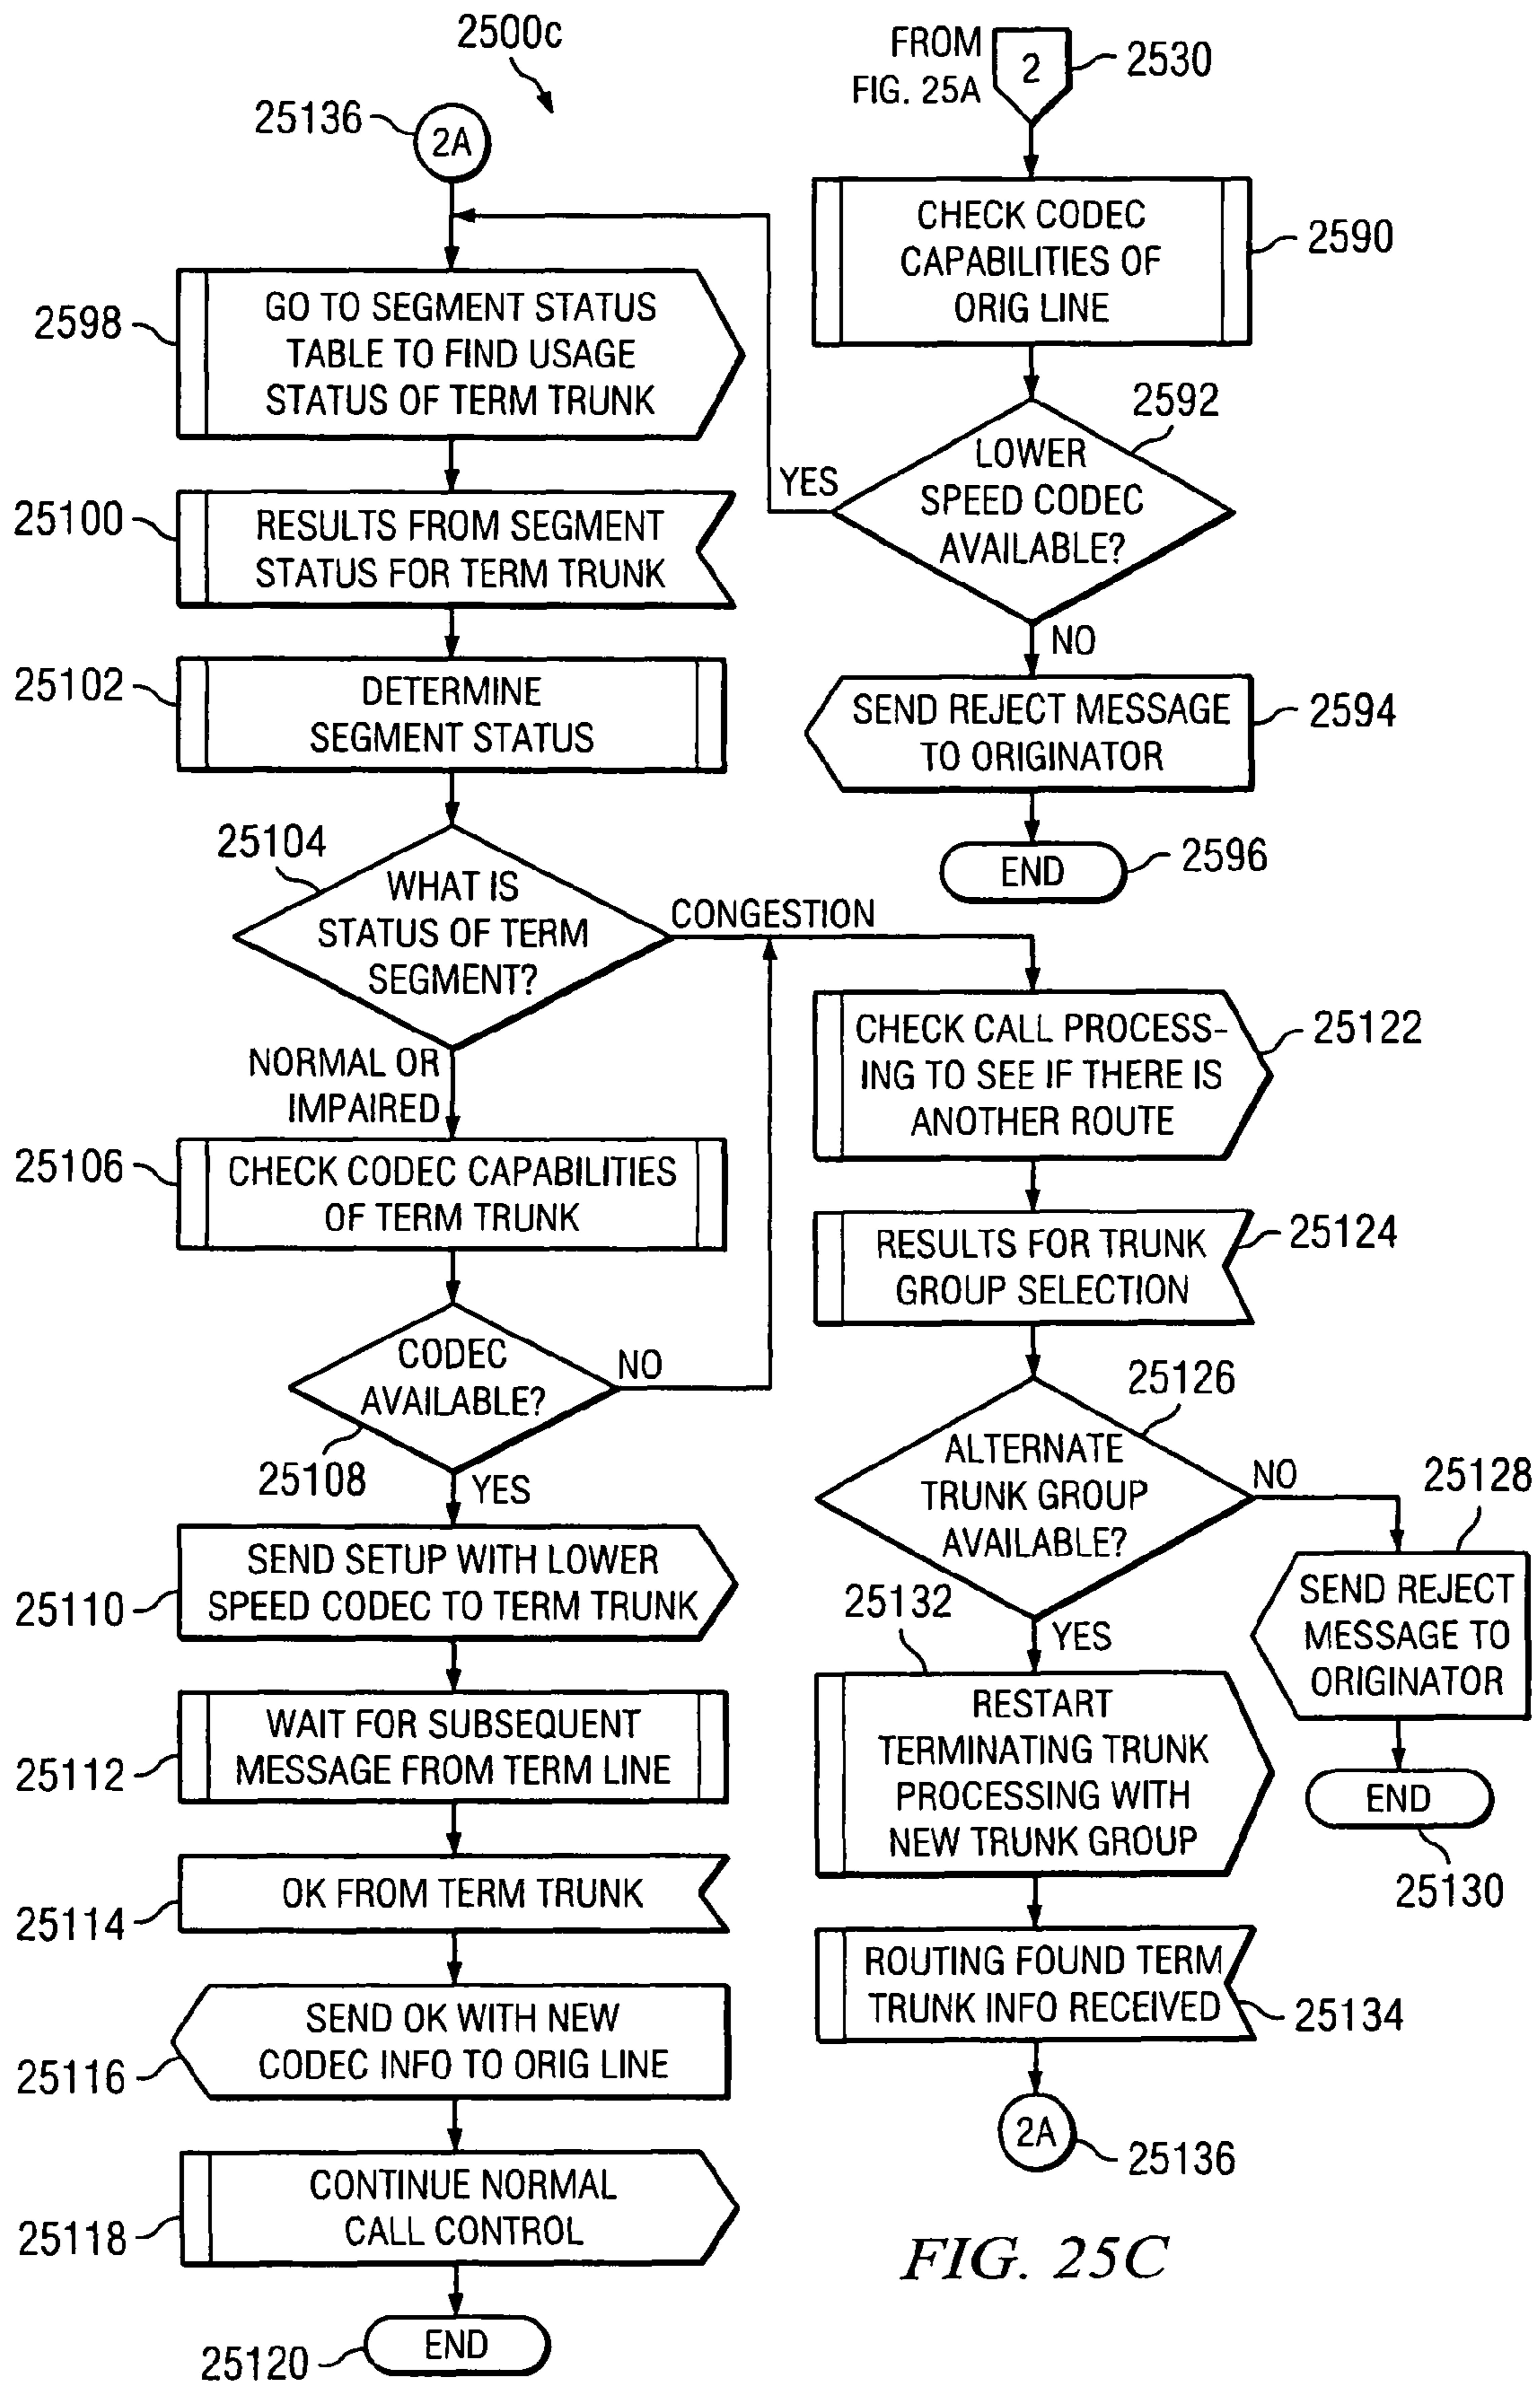 2500c
25136
2A
FROM
FIG. 25A
2
2530
CHECK CODEC
CAPABILITIES OF
ORIG LINE
2590
2598
GO TO SEGMENT STATUS
TABLE TO FIND USAGE
STATUS OF TERM TRUNK
2592
LOWER
SPEED CODEC
AVAILABLE?
YES
NO
25100
RESULTS FROM SEGMENT
STATUS FOR TERM TRUNK
25102
DETERMINE
SEGMENT STATUS
SEND REJECT MESSAGE
TO ORIGINATOR
2594
END
2596
25104
WHAT IS
STATUS OF TERM
SEGMENT?
CONGESTION
NORMAL OR
IMPAIRED
25106
CHECK CODEC CAPABILITIES
OF TERM TRUNK
CODEC
AVAILABLE?
NO
25108
YES
25110
SEND SETUP WITH LOWER
SPEED CODEC TO TERM TRUNK
25112
WAIT FOR SUBSEQUENT
MESSAGE FROM TERM LINE
25114
OK FROM TERM TRUNK
25116
SEND OK WITH NEW
CODEC INFO TO ORIG LINE
25118
CONTINUE NORMAL
CALL CONTROL
25120
END
CHECK CALL PROCESS-
ING TO SEE IF THERE IS
ANOTHER ROUTE
25122
RESULTS FOR TRUNK
GROUP SELECTION
25124
25126
ALTERNATE
TRUNK GROUP
AVAILABLE?
NO
25128
SEND REJECT
MESSAGE TO
ORIGINATOR
END
25130
YES
25132
RESTART
TERMINATING TRUNK
PROCESSING WITH
NEW TRUNK GROUP
ROUTING FOUND TERM
TRUNK INFO RECEIVED
25134
2A
25136
FIG. 25C